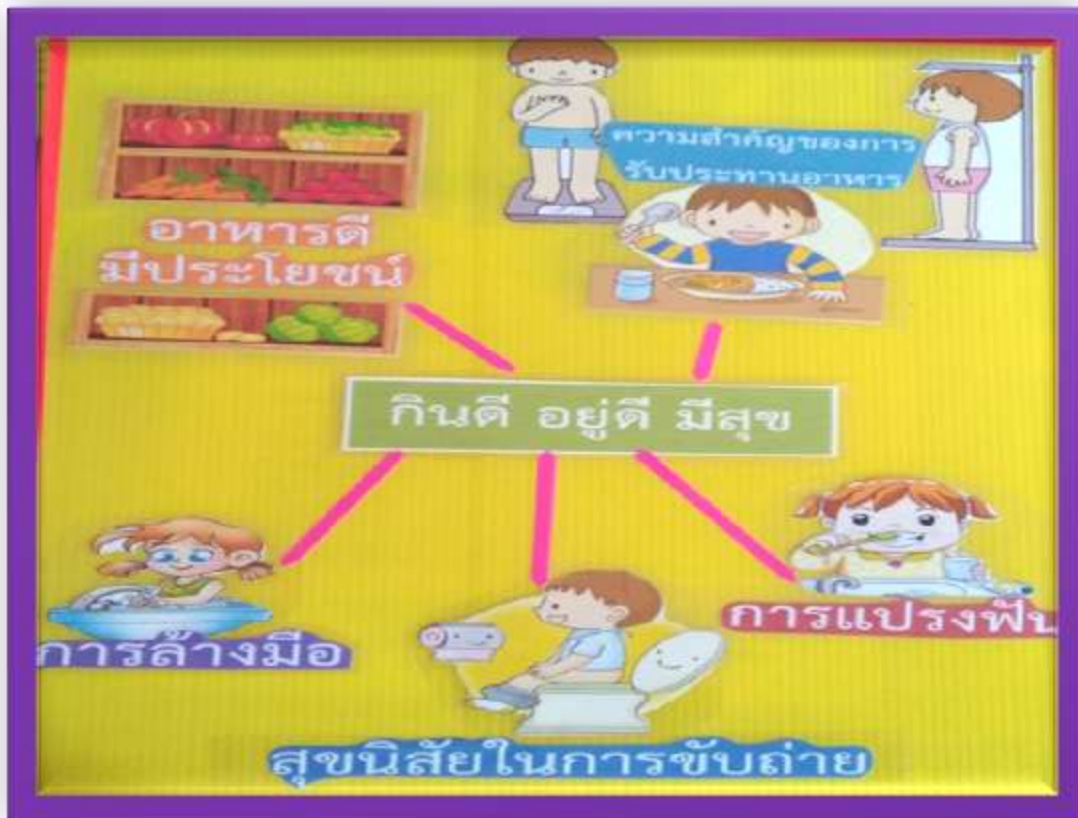 ความสำคัญของการ
รับประทานอาหาร
อาหารดี
มีประโยชน์
กินดี อยู่ดี มีสุข
การล้างมือ
การแปรงฟัน
สุขนิสัยในการขับถ่าย